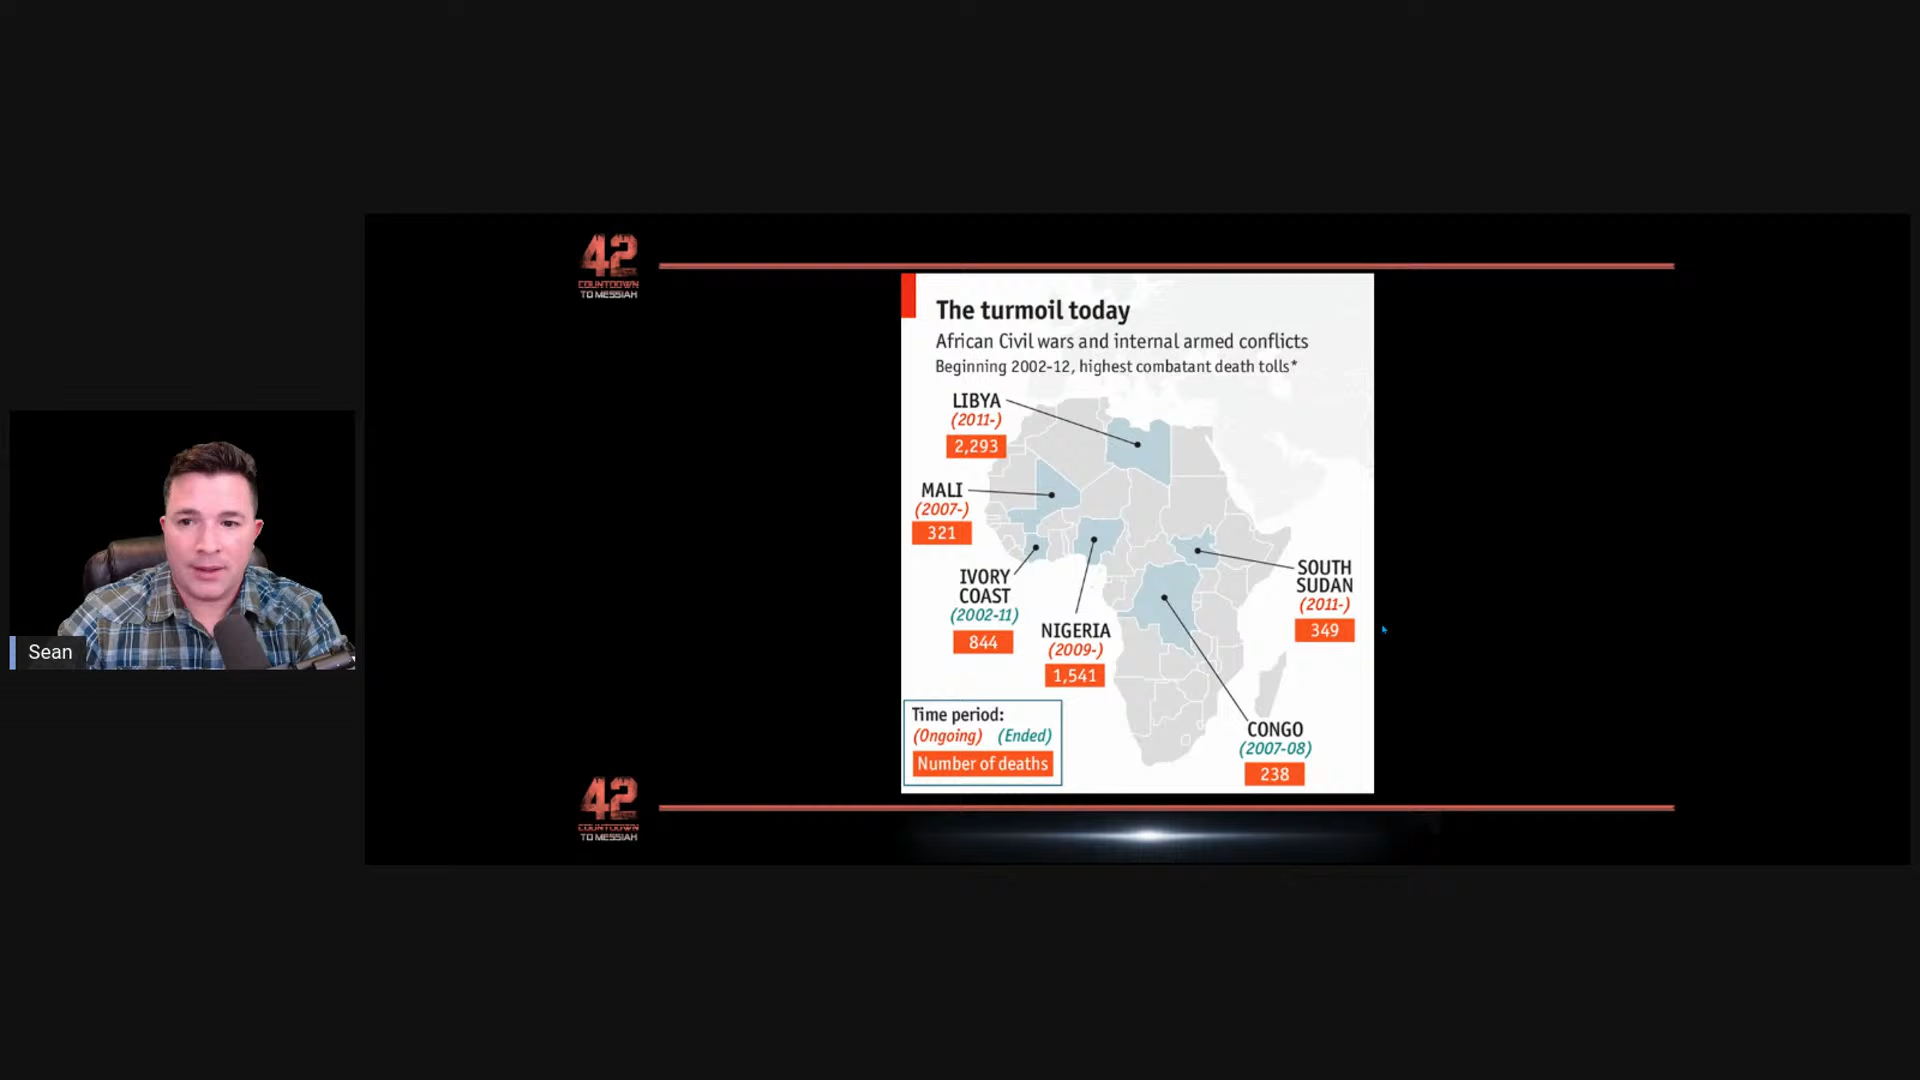 42
COUNTDOWN
TO MESSIAH
The turmoil today
African Civil wars and internal armed conflicts
Beginning 2002-12, highest combatant death tolls*
LIBYA
(2011-)
2,293
MALI
(2007-)
321
IVORY
COAST
(2002-11)
844
NIGERIA
(2009-)
1,541
SOUTH
SUDAN
(2011-)
349
CONGO
(2007-08)
238
Time period:
(Ongoing) (Ended)
Number of deaths
Sean
42
COUNTDOWN
TO MESSIAH